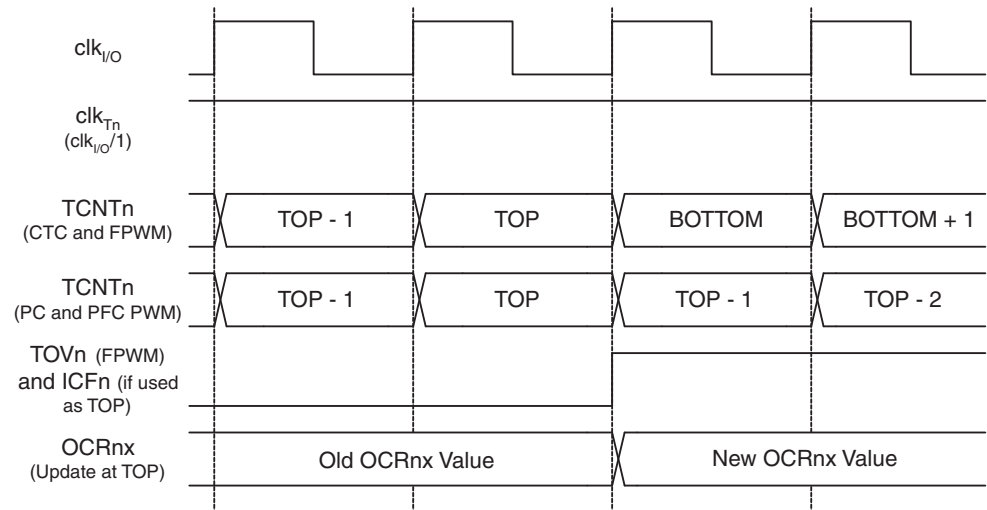 clkI/O
clkTn
(clkI/O/1)
TCNTn
(CTC and FPWM)
TOP - 1
TOP
BOTTOM
BOTTOM + 1
TCNTn
(PC and PFC PWM)
TOP - 1
TOP
TOP - 1
TOP - 2
TOVn (FPWM)
and ICFn (if used
as TOP)
OCRnx
(Update at TOP)
Old OCRnx Value
New OCRnx Value